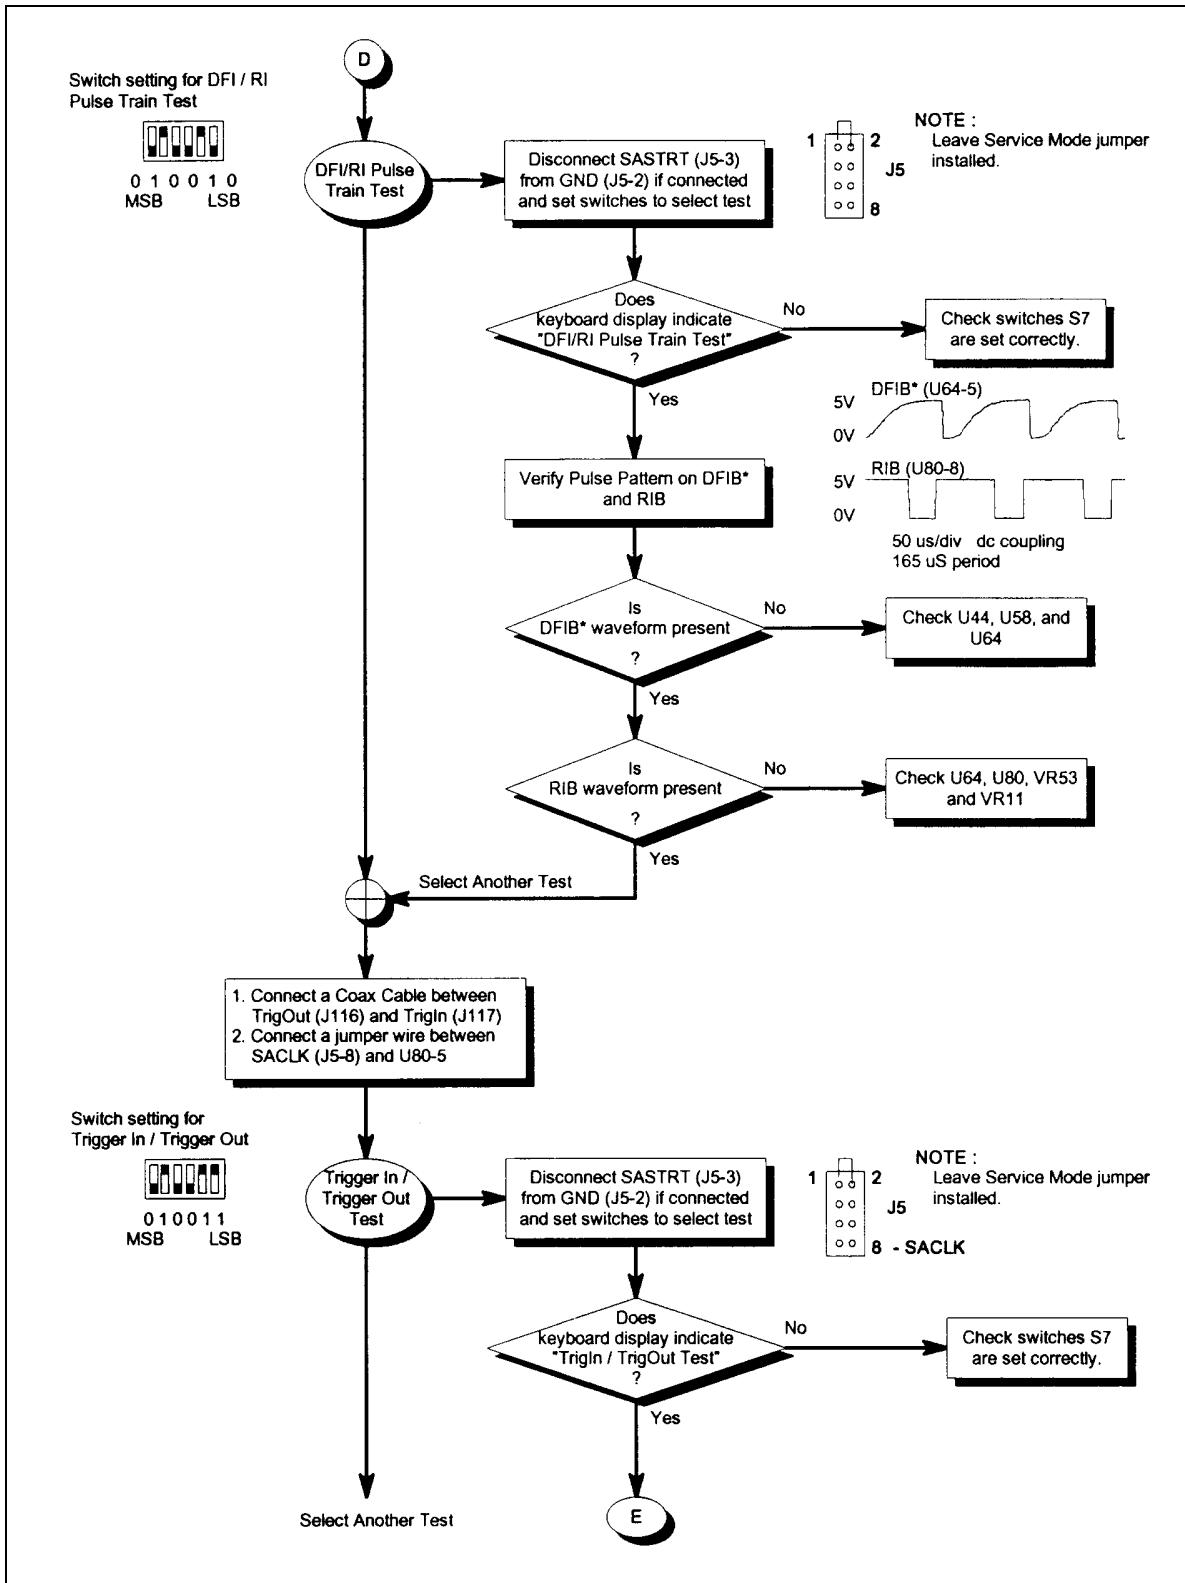 D
Switch setting for DFI / RI
Pulse Train Test
0 1 0 0 1 0
MSB LSB
DFI/RI Pulse
Train Test
Disconnect SASTRT (J5-3)
from GND (J5-2) if connected
and set switches to select test
1 2
J5
8
NOTE :
Leave Service Mode jumper
installed.
Does
keyboard display indicate
"DFI/RI Pulse Train Test"
?
No
Check switches S7
are set correctly.
Yes
DFIB* (U64-5)
5V
0V
RIB (U80-8)
5V
0V
50 us/div dc coupling
165 uS period
Verify Pulse Pattern on DFIB*
and RIB
Is
DFIB* waveform present
?
No
Check U44, U58, and
U64
Yes
Is
RIB waveform present
?
No
Check U64, U80, VR53
and VR11
Yes
Select Another Test
1. Connect a Coax Cable between
TrigOut (J116) and TrigIn (J117)
2. Connect a jumper wire between
SACLK (J5-8) and U80-5
Switch setting for
Trigger In / Trigger Out
0 1 0 0 1 1
MSB LSB
Trigger In /
Trigger Out
Test
Disconnect SASTRT (J5-3)
from GND (J5-2) if connected
and set switches to select test
1 2
J5
8 - SACLK
NOTE :
Leave Service Mode jumper
installed.
Does
keyboard display indicate
"TrigIn / TrigOut Test"
?
No
Check switches S7
are set correctly.
Yes
Select Another Test
E